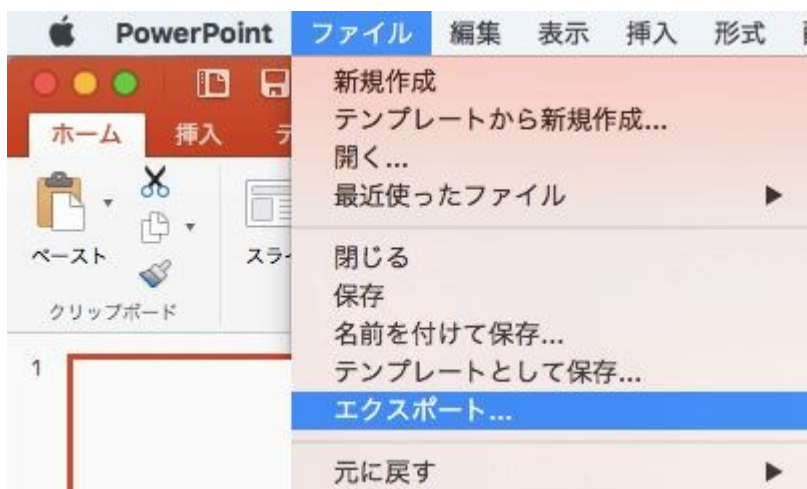 PowerPoint ファイル 編集 表示 挿入 形式
ホーム 挿入
新規作成
テンプレートから新規作成...
開く...
最近使ったファイル
ペースト
クリップボード
閉じる
保存
名前を付けて保存...
テンプレートとして保存...
エクスポート...
元に戻す
1